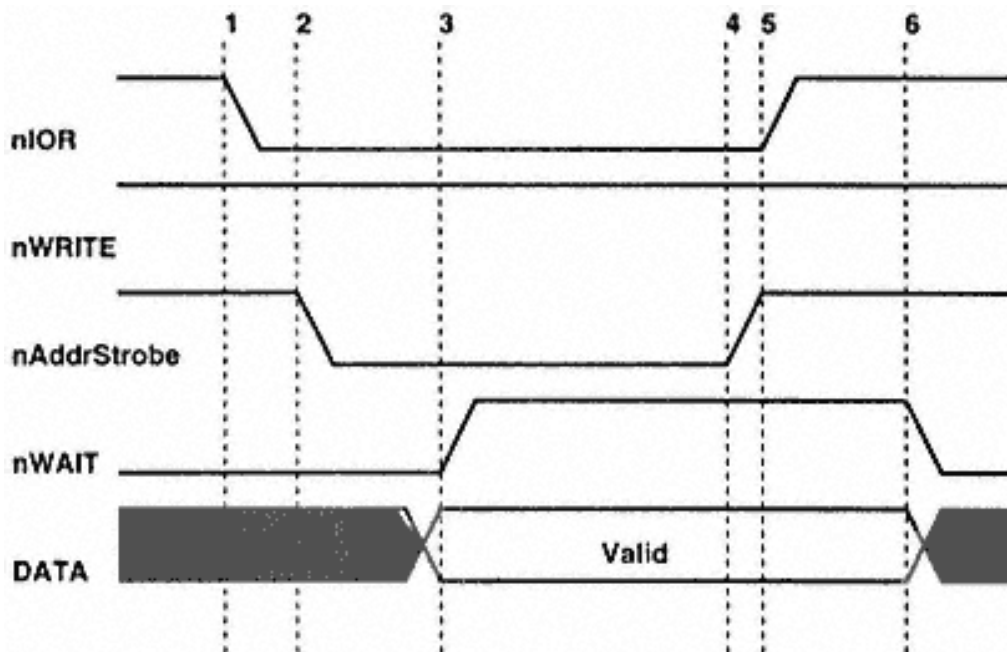 1 2 3 4 5 6
nIOR
nWRITE
nAddrStrobe
nWAIT
Valid
DATA